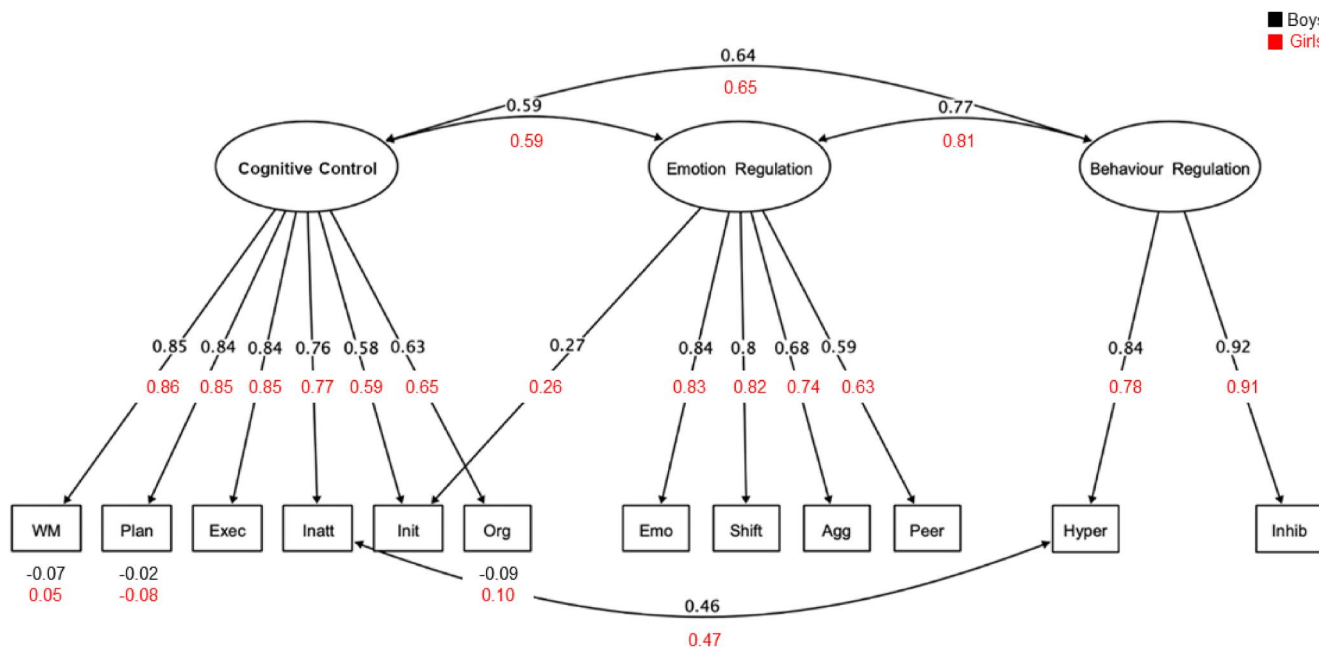 Boys
Girls
0.64
0.65
0.59
0.59
0.77
0.81
Cognitive Control
Emotion Regulation
Behaviour Regulation
0.85 0.84 0.84 0.76 0.58 0.63 0.27 0.84 0.8 0.68 0.59 0.84 0.92
0.86 0.85 0.85 0.77 0.59 0.65 0.26 0.83 0.82 0.74 0.63 0.78 0.91
WM Plan Exec Inatt Init Org Emo Shift Agg Peer Hyper Inhib
-0.07 -0.02 -0.09
0.05 -0.08 0.10
0.46
0.47